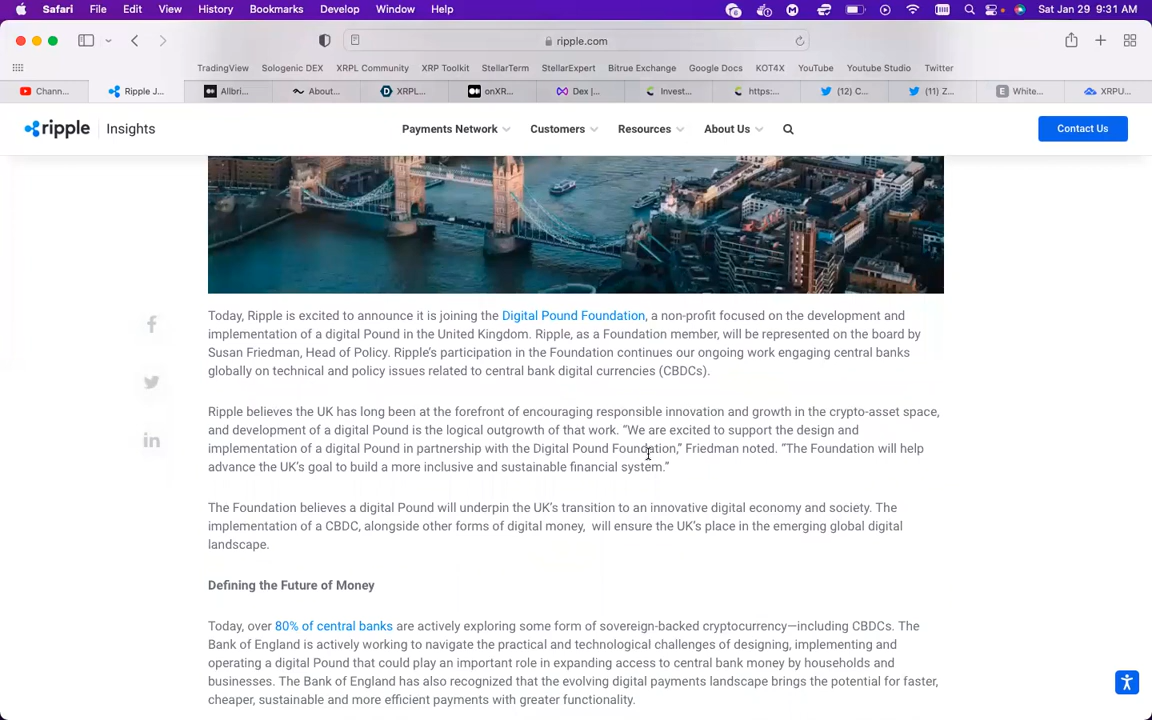 Safari File Edit View History Bookmarks Develop Window Help Sat Jan 29 9:31 AM
ripple.com
TradingView Sologenic DEX XRPL Community XRP Toolkit StellarTerm StellarExpert Bitrue Exchange Google Docs KOT4X YouTube Youtube Studio Twitter
Chann... Ripple J... Allbri... About... XRPL... onXR... Dex |... Invest... https:... (12) C... (11) Z... White... XRPU...
ripple Insights Payments Network Customers Resources About Us Contact Us
Today, Ripple is excited to announce it is joining the Digital Pound Foundation, a non-profit focused on the development and
implementation of a digital Pound in the United Kingdom. Ripple, as a Foundation member, will be represented on the board by
Susan Friedman, Head of Policy. Ripple’s participation in the Foundation continues our ongoing work engaging central banks
globally on technical and policy issues related to central bank digital currencies (CBDCs).
Ripple believes the UK has long been at the forefront of encouraging responsible innovation and growth in the crypto-asset space,
and development of a digital Pound is the logical outgrowth of that work. “We are excited to support the design and
implementation of a digital Pound in partnership with the Digital Pound Foundation,” Friedman noted. “The Foundation will help
advance the UK’s goal to build a more inclusive and sustainable financial system.”
The Foundation believes a digital Pound will underpin the UK’s transition to an innovative digital economy and society. The
implementation of a CBDC, alongside other forms of digital money, will ensure the UK’s place in the emerging global digital
landscape.
Defining the Future of Money
Today, over 80% of central banks are actively exploring some form of sovereign-backed cryptocurrency—including CBDCs. The
Bank of England is actively working to navigate the practical and technological challenges of designing, implementing and
operating a digital Pound that could play an important role in expanding access to central bank money by households and
businesses. The Bank of England has also recognized that the evolving digital payments landscape brings the potential for faster,
cheaper, sustainable and more efficient payments with greater functionality.